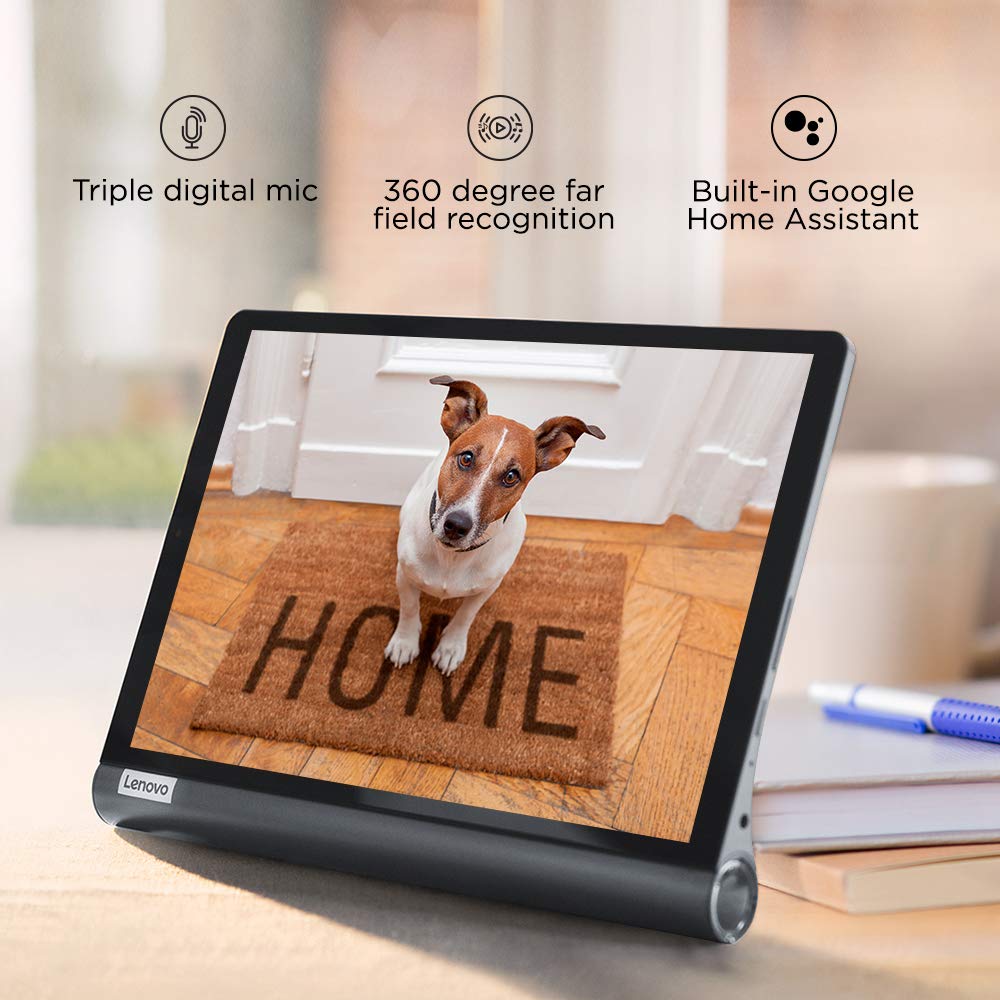 Triple digital mic
360 degree far
field recognition
Built-in Google
Home Assistant
HOME
Lenovo